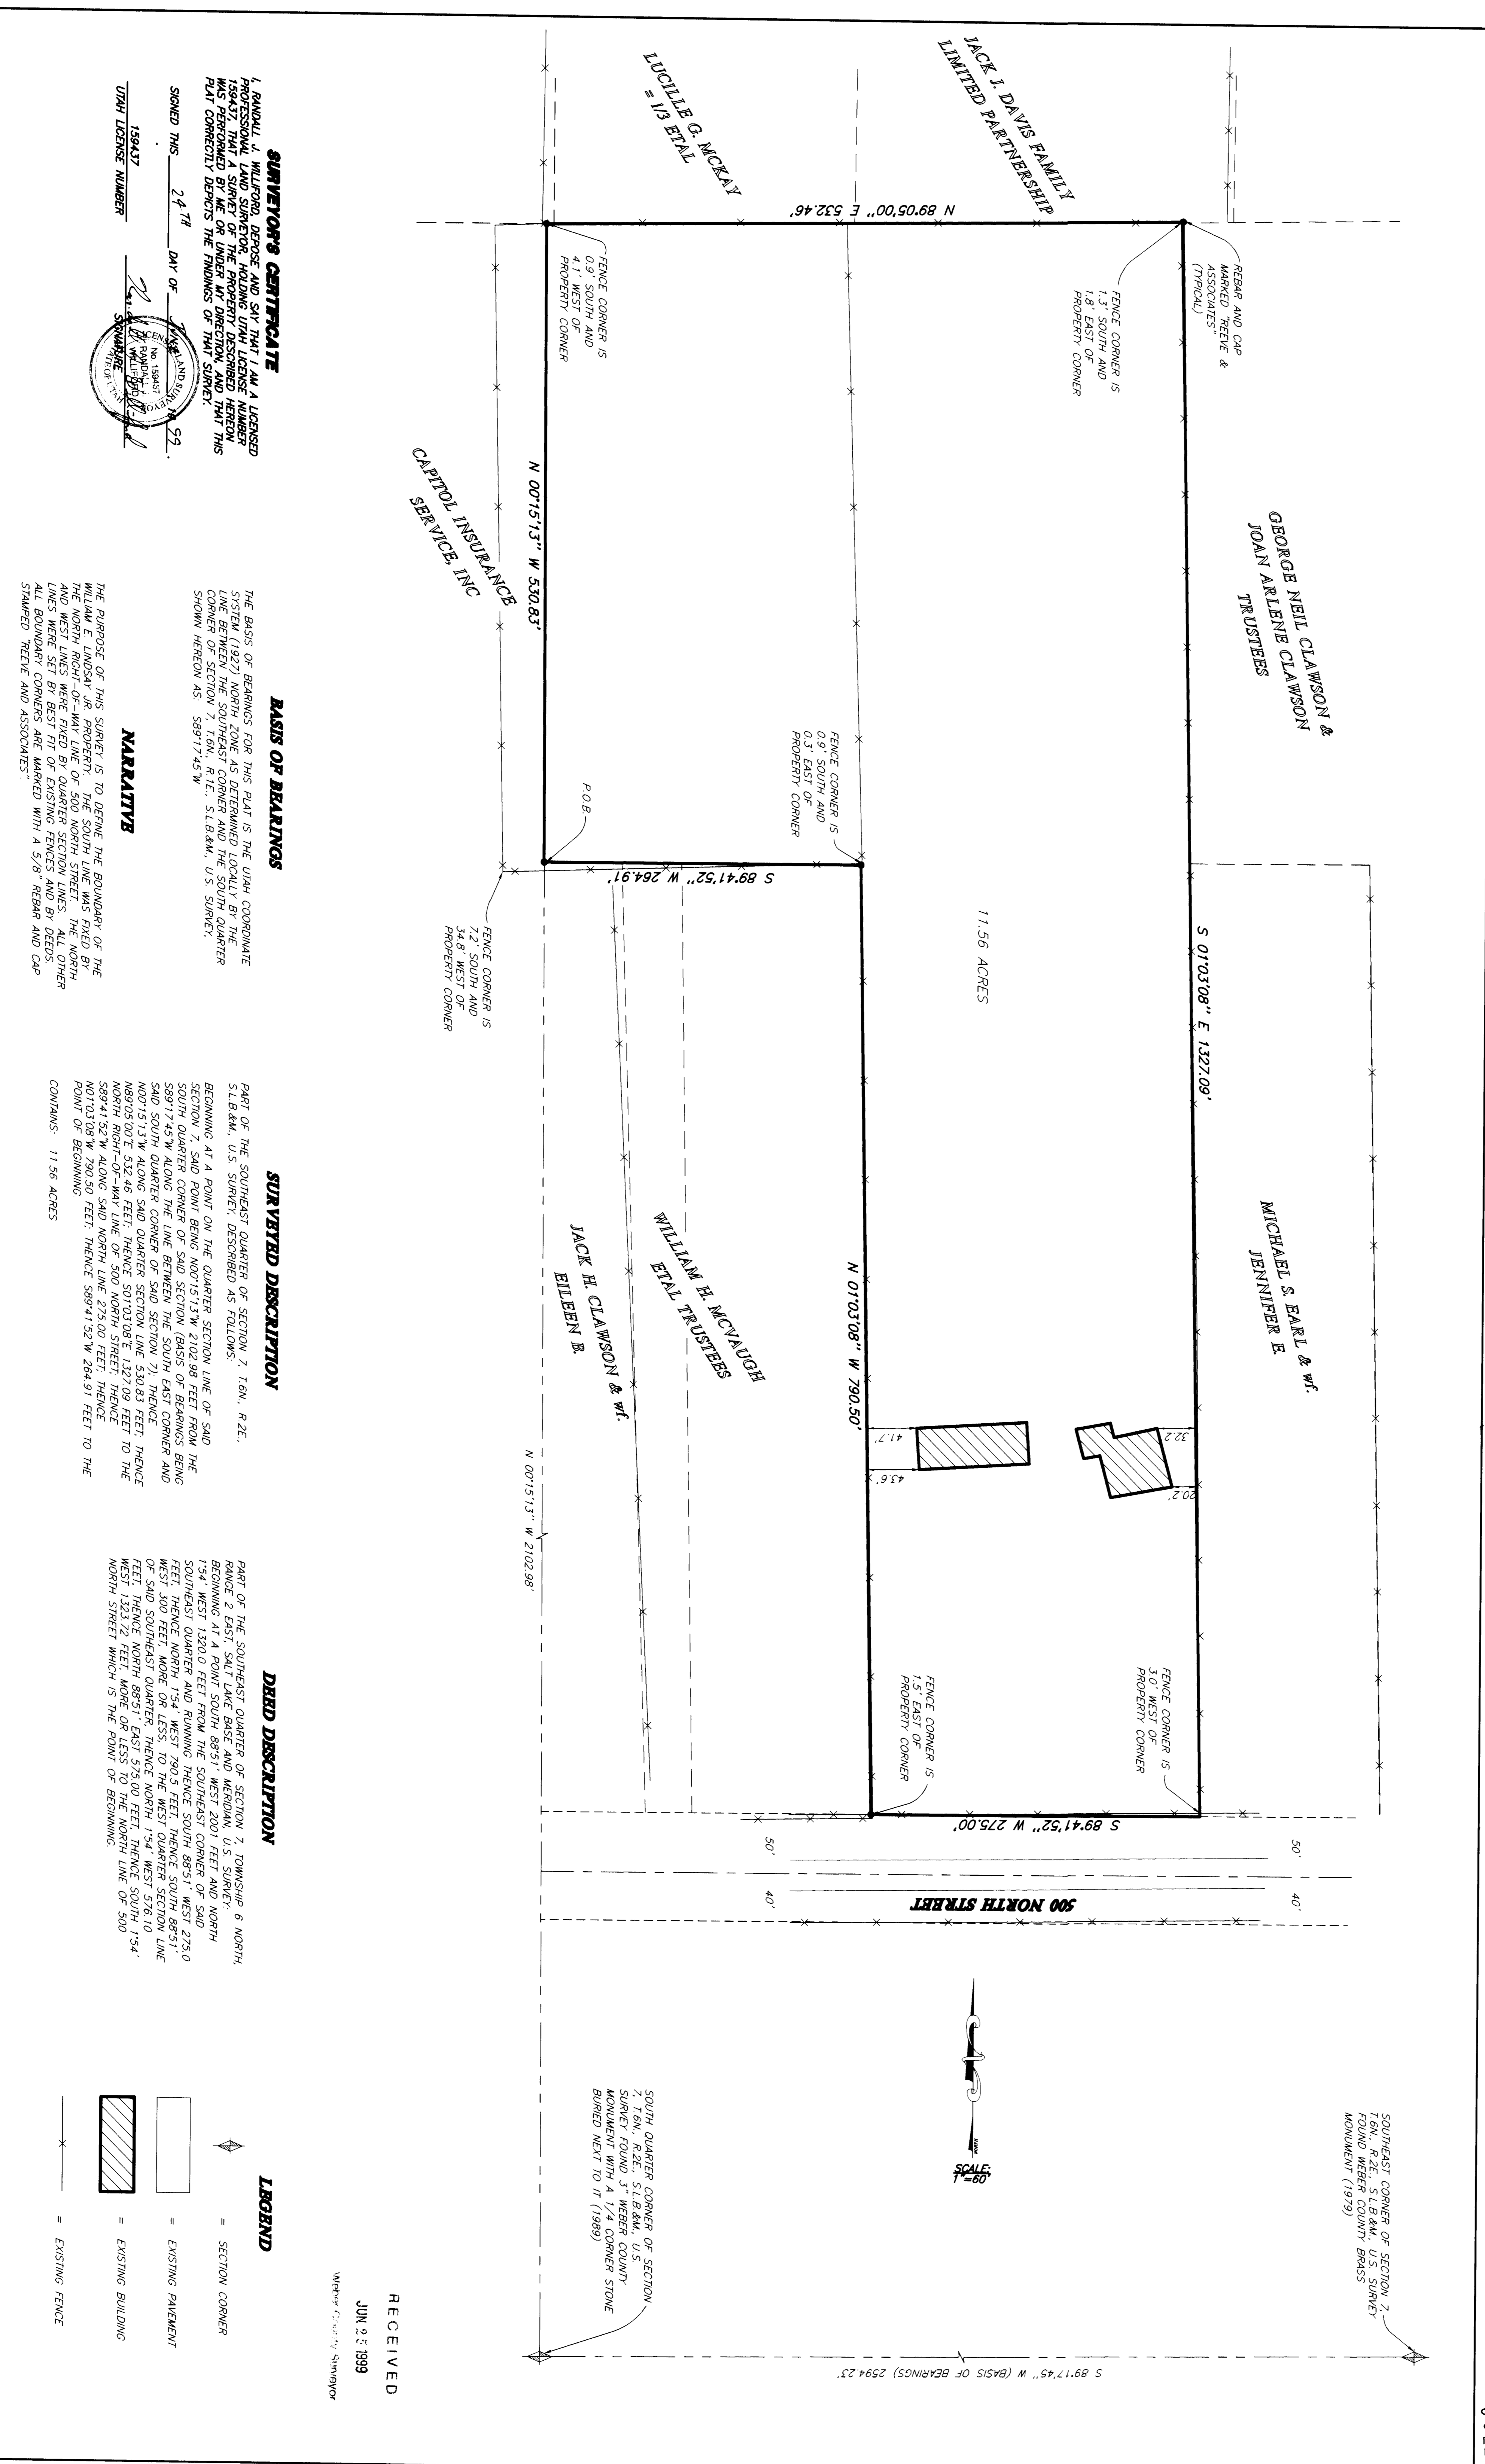 JACK J. DAVIS FAMILY
LIMITED PARTNERSHIP
LUCILLE G. MCKAY
= 1/3 ETAL
N 89°05'00" E 532.46'
REBAR AND CAP
MARKED "REEVE &
ASSOCIATES"
(TYPICAL)
FENCE CORNER IS
1.3' SOUTH AND
1.8' EAST OF
PROPERTY CORNER
FENCE CORNER IS
0.9' SOUTH AND
4.1' WEST OF
PROPERTY CORNER
GEORGE NEIL CLAWSON &
JOAN ARLENE CLAWSON
TRUSTEES
N 00°15'13" W 530.83'
CAPITOL INSURANCE
SERVICE, INC
FENCE CORNER IS
0.9' SOUTH AND
0.3' EAST OF
PROPERTY CORNER
P.O.B.
S 89°41'52" W 264.91'
FENCE CORNER IS
7.2' SOUTH AND
34.8' WEST OF
PROPERTY CORNER
11.56 ACRES
S 01°03'08" E 1327.09'
MICHAEL S. EARL & wf.
JENNIFER E.
N 01°03'08" W 790.50'
WILLIAM H. MCVAUGH
ETAL TRUSTEES
JACK H. CLAWSON & wf.
EILEEN B.
32.2'
20.2'
41.7'
43.6'
N 00°15'13" W 2102.98'
FENCE CORNER IS
3.0' WEST OF
PROPERTY CORNER
FENCE CORNER IS
1.5' EAST OF
PROPERTY CORNER
S 89°41'52" W 275.00'
50'
50'
40'
40'
500 NORTH STREET
SCALE:
1"=60'
SOUTHEAST CORNER OF SECTION 7,
T.6N., R.2E., S.L.B.&M., U.S. SURVEY
FOUND WEBER COUNTY BRASS
MONUMENT (1979)
SOUTH QUARTER CORNER OF SECTION
7, T.6N., R.2E., S.L.B.&M., U.S.
SURVEY FOUND 3" WEBER COUNTY
MONUMENT WITH A 1/4 CORNER STONE
BURIED NEXT TO IT (1989)
S 89°17'45" W (BASIS OF BEARINGS) 2594.23'
RECEIVED
JUN 25 1999
Weber County Surveyor
SURVEYOR'S CERTIFICATE
I, RANDALL J. WILLIFORD, DEPOSE AND SAY THAT I AM A LICENSED
PROFESSIONAL LAND SURVEYOR, HOLDING UTAH LICENSE NUMBER
159437, THAT A SURVEY OF THE PROPERTY DESCRIBED HEREON
WAS PERFORMED BY ME OR UNDER MY DIRECTION, AND THAT THIS
PLAT CORRECTLY DEPICTS THE FINDINGS OF THAT SURVEY.
SIGNED THIS 24TH DAY OF June 1999.
159437
UTAH LICENSE NUMBER
SIGNATURE
LICENSED LAND SURVEYOR
No. 159437
RANDALL J.
WILLIFORD
STATE OF UTAH
BASIS OF BEARINGS
THE BASIS OF BEARINGS FOR THIS PLAT IS THE UTAH COORDINATE
SYSTEM (1927) NORTH ZONE AS DETERMINED LOCALLY BY THE
LINE BETWEEN THE SOUTHEAST CORNER AND THE SOUTH QUARTER
CORNER OF SECTION 7, T.6N., R.1E., S.L.B.&M., U.S. SURVEY,
SHOWN HEREON AS: S89°17'45"W
NARRATIVE
THE PURPOSE OF THIS SURVEY IS TO DEFINE THE BOUNDARY OF THE
WILLIAM E. LINDSAY JR. PROPERTY. THE SOUTH LINE WAS FIXED BY
THE NORTH RIGHT-OF-WAY LINE OF 500 NORTH STREET. THE NORTH
AND WEST LINES WERE FIXED BY QUARTER SECTION LINES. ALL OTHER
LINES WERE SET BY BEST FIT OF EXISTING FENCES AND BY DEEDS.
ALL BOUNDARY CORNERS ARE MARKED WITH A 5/8" REBAR AND CAP
STAMPED "REEVE AND ASSOCIATES".
SURVEYED DESCRIPTION
PART OF THE SOUTHEAST QUARTER OF SECTION 7, T.6N., R.2E.,
S.L.B.&M., U.S. SURVEY, DESCRIBED AS FOLLOWS:
BEGINNING AT A POINT ON THE QUARTER SECTION LINE OF SAID
SECTION 7, SAID POINT BEING N00°15'13"W 2102.98 FEET FROM THE
SOUTH QUARTER CORNER OF SAID SECTION (BASIS OF BEARINGS BEING
S89°17'45"W ALONG THE LINE BETWEEN THE SOUTH EAST CORNER AND
SAID SOUTH QUARTER CORNER OF SAID SECTION 7); THENCE
N00°15'13"W ALONG SAID QUARTER SECTION LINE 530.83 FEET; THENCE
N89°05'00"E 532.46 FEET; THENCE S01°03'08"E 1327.09 FEET TO THE
NORTH RIGHT-OF-WAY LINE OF 500 NORTH STREET; THENCE
S89°41'52"W ALONG SAID NORTH LINE 275.00 FEET; THENCE
N01°03'08"W 790.50 FEET; THENCE S89°41'52"W 264.91 FEET TO THE
POINT OF BEGINNING.
CONTAINS: 11.56 ACRES
DEED DESCRIPTION
PART OF THE SOUTHEAST QUARTER OF SECTION 7, TOWNSHIP 6 NORTH,
RANGE 2 EAST, SALT LAKE BASE AND MERIDIAN, U.S. SURVEY:
BEGINNING AT A POINT SOUTH 88°51' WEST 2001 FEET AND NORTH
1°54' WEST 1320.0 FEET FROM THE SOUTHEAST CORNER OF SAID
SOUTHEAST QUARTER AND RUNNING THENCE SOUTH 88°51' WEST 275.0
FEET, THENCE NORTH 1°54' WEST 790.5 FEET, THENCE SOUTH 88°51'
WEST 300 FEET, MORE OR LESS, TO THE WEST QUARTER SECTION LINE
OF SAID SOUTHEAST QUARTER, THENCE NORTH 1°54' WEST 576.10
FEET, THENCE NORTH 88°51' EAST 575.00 FEET, THENCE SOUTH 1°54'
WEST 1323.72 FEET, MORE OR LESS TO THE NORTH LINE OF 500
NORTH STREET WHICH IS THE POINT OF BEGINNING.
LEGEND
= SECTION CORNER
= EXISTING PAVEMENT
= EXISTING BUILDING
= EXISTING FENCE